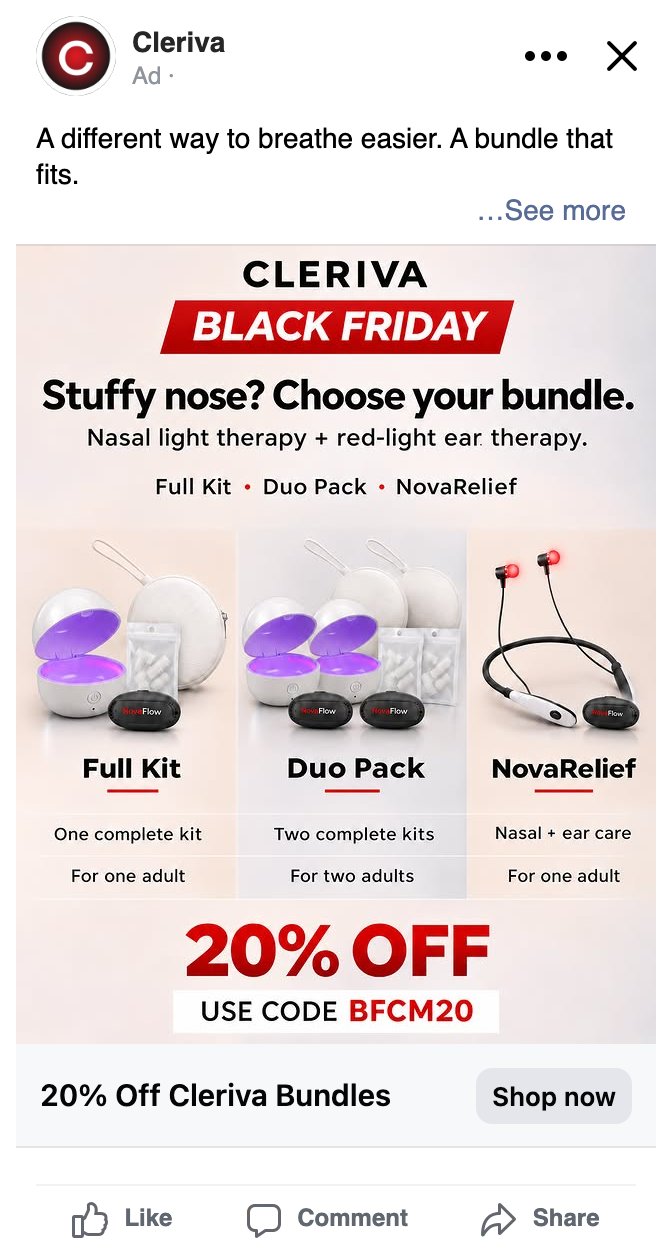 C
Cleriva
Ad ·
A different way to breathe easier. A bundle that
fits.
...See more
CLERIVA
BLACK FRIDAY
Stuffy nose? Choose your bundle.
Nasal light therapy + red-light ear therapy.
Full Kit • Duo Pack • NovaRelief
NovaFlow
NovaFlow
NovaFlow
NovaFlow
Full Kit
Duo Pack
NovaRelief
One complete kit
Two complete kits
Nasal + ear care
For one adult
For two adults
For one adult
20% OFF
USE CODE BFCM20
20% Off Cleriva Bundles
Shop now
Like
Comment
Share